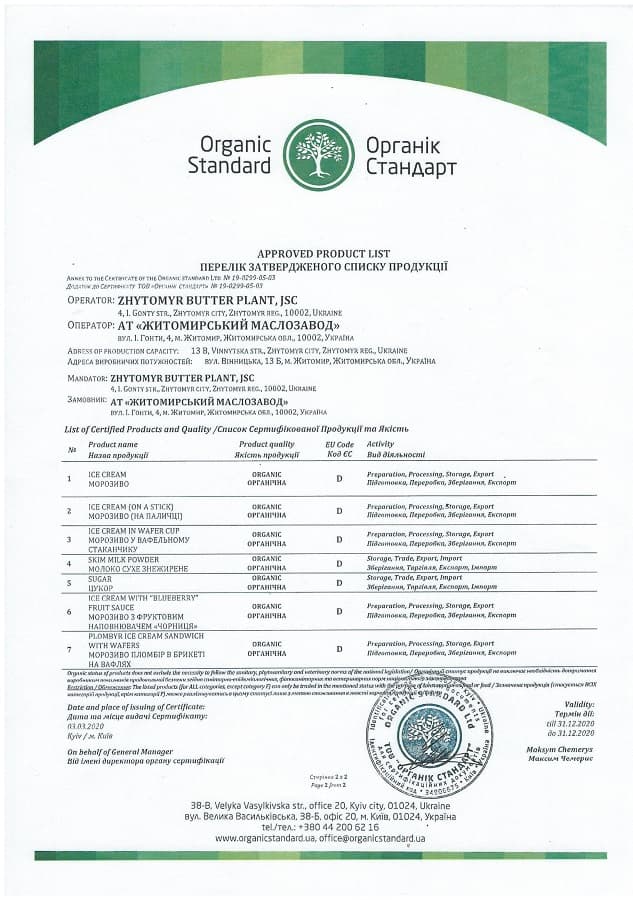 Organic Standard
Органік Стандарт
APPROVED PRODUCT LIST
ПЕРЕЛІК ЗАТВЕРДЖЕНОГО СПИСКУ ПРОДУКЦІЇ
ANNEX TO THE CERTIFICATE OF THE ORGANIC STANDARD LTD № 19-0299-05-03
ДОДАТОК ДО СЕРТИФІКАТУ ТОВ «ОРГАНІК СТАНДАРТ» № 19-0299-05-03
OPERATOR: ZHYTOMYR BUTTER PLANT, JSC
4, I. GONTY STR., ZHYTOMYR CITY, ZHYTOMYR REG., 10002, UKRAINE
ОПЕРАТОР: АТ «ЖИТОМИРСЬКИЙ МАСЛОЗАВОД»
ВУЛ. І. ГОНТИ, 4, М. ЖИТОМИР, ЖИТОМИРСЬКА ОБЛ., 10002, УКРАЇНА
ADRESS OF PRODUCTION CAPACITY: 13 B, VINNYTSKA STR., ZHYTOMYR CITY, ZHYTOMYR REG., UKRAINE
АДРЕСА ВИРОБНИЧИХ ПОТУЖНОСТЕЙ: ВУЛ. ВІННИЦЬКА, 13 Б, М. ЖИТОМИР, ЖИТОМИРСЬКА ОБЛ., УКРАЇНА
MANDATOR: ZHYTOMYR BUTTER PLANT, JSC
4, I. GONTY STR., ZHYTOMYR CITY, ZHYTOMYR REG., 10002, UKRAINE
ЗАМОВНИК: АТ «ЖИТОМИРСЬКИЙ МАСЛОЗАВОД»
ВУЛ. І. ГОНТИ, 4, М. ЖИТОМИР, ЖИТОМИРСЬКА ОБЛ., 10002, УКРАЇНА
List of Certified Products and Quality /Список Сертифікованої Продукції та Якість
№ Product name Product quality EU Code Activity
Назва продукції Якість продукції Код ЄС Вид діяльності
1 ICE CREAM ORGANIC D Preparation, Processing, Storage, Export
МОРОЗИВО ОРГАНІЧНА Підготовка, Переробка, Зберігання, Експорт
2 ICE CREAM (ON A STICK) ORGANIC D Preparation, Processing, Storage, Export
МОРОЗИВО (НА ПАЛИЧЦІ) ОРГАНІЧНА Підготовка, Переробка, Зберігання, Експорт
3 ICE CREAM IN WAFER CUP ORGANIC D Preparation, Processing, Storage, Export
МОРОЗИВО У ВАФЕЛЬНОМУ ОРГАНІЧНА Підготовка, Переробка, Зберігання, Експорт
СТАКАНЧИКУ
4 SKIM MILK POWDER ORGANIC D Storage, Trade, Export, Import
МОЛОКО СУХЕ ЗНЕЖИРЕНЕ ОРГАНІЧНА Зберігання, Торгівля, Експорт, Імпорт
5 SUGAR ORGANIC D Storage, Trade, Export, Import
ЦУКОР ОРГАНІЧНА Зберігання, Торгівля, Експорт, Імпорт
6 ICE CREAM WITH "BLUEBERRY"
FRUIT SAUCE ORGANIC D Preparation, Processing, Storage, Export
МОРОЗИВО З ФРУКТОВИМ ОРГАНІЧНА Підготовка, Переробка, Зберігання, Експорт
НАПОВНЮВАЧЕМ «ЧОРНИЦЯ»
7 PLOMBYR ICE CREAM SANDWICH
WITH WAFERS ORGANIC D Preparation, Processing, Storage, Export
МОРОЗИВО ПЛОМБІР В БРИКЕТІ ОРГАНІЧНА Підготовка, Переробка, Зберігання, Експорт
НА ВАФЛЯХ
Organic status of products does not exclude the necessity to follow the sanitary, phytosanitary and veterinary norms of the national legislation/ Органічний статус продукції не виключає необхідність дотримання
Restriction / Обмеження: The listed products (for ALL categories, except category F) can only be traded in the mentioned status
Date and place of issuing of Certificate:
Дата та місце видачі Сертифікату:
03.03.2020
Kyiv / м. Київ
On behalf of General Manager
Від імені директора органу сертифікації
ORGANIC STANDARD Ltd
ТОВ "ОРГАНІК СТАНДАРТ"
Validity:
Термін дії:
till 31.12.2020
до 31.12.2020
Maksym Chemerys
Максим Чемерис
Сторінка 2 з 2
Page 2 from 2
38-B, Velyka Vasylkivska str., office 20, Kyiv city, 01024, Ukraine
вул. Велика Васильківська, 38-Б, офіс 20, м. Київ, 01024, Україна
tel./тел.: +380 44 200 62 16
www.organicstandard.ua, office@organicstandard.ua